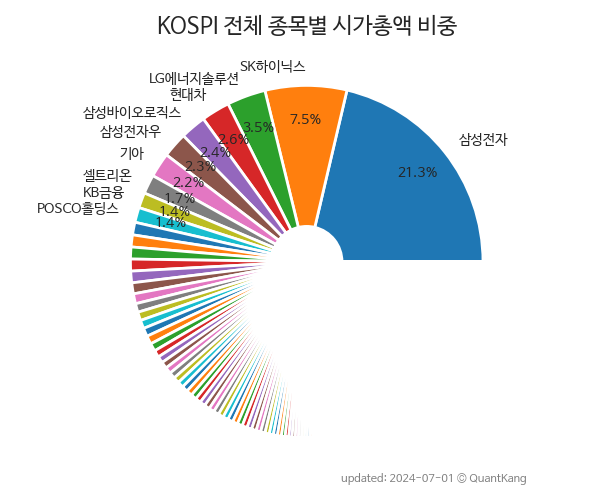 KOSPI 전체 종목별 시가총액 비중
SK하이닉스
LG에너지솔루션
현대차
삼성바이오로직스
삼성전자우
기아
셀트리온
KB금융
POSCO홀딩스
삼성전자
21.3%
7.5%
3.5%
2.6%
2.4%
2.3%
2.2%
1.7%
1.4%
1.4%
updated: 2024-07-01 © QuantKang